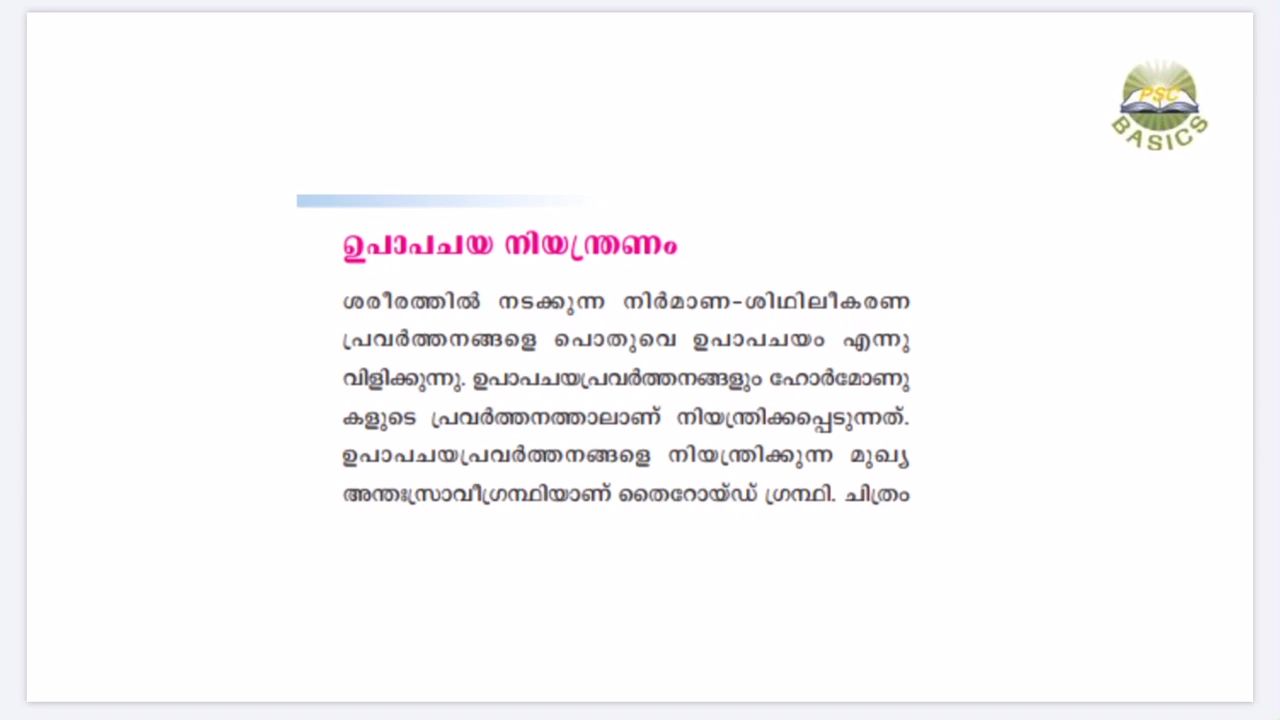 PSC
BASICS
ഉപാപചയ നിയന്ത്രണം
ശരീരത്തിൽ നടക്കുന്ന നിർമാണ-ശിഥിലീകരണ
പ്രവർത്തനങ്ങളെ പൊതുവെ ഉപാപചയം എന്നു
വിളിക്കുന്നു. ഉപാപചയപ്രവർത്തനങ്ങളും ഹോർമോണു
കളുടെ പ്രവർത്തനത്താലാണ് നിയന്ത്രിക്കപ്പെടുന്നത്.
ഉപാപചയപ്രവർത്തനങ്ങളെ നിയന്ത്രിക്കുന്ന മുഖ്യ
അന്തഃസ്രാവീഗ്രന്ഥിയാണ് തൈറോയ്ഡ് ഗ്രന്ഥി. ചിത്രം